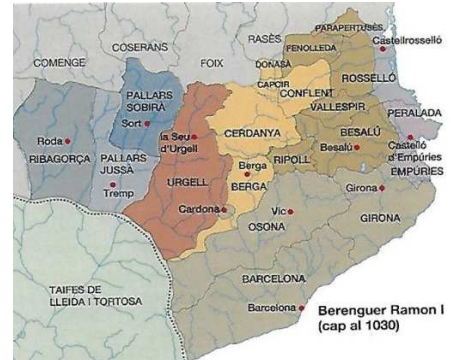 PARAPERTUSÈS
RASÈS
FENOLLEDA
Castellrosselló
COSERANS
FOIX
DONASÀ
COMENGE
CAPCIR
ROSSELLÓ
CONFLENT
PALLARS
SOBIRÀ
VALLESPIR
PERALADA
Sort
la Seu
d'Urgell
CERDANYA
BESALÚ
Roda
RIBAGORÇA
PALLARS
JUSSÀ
Berga
RIPOLL
Besalú
Castelló
d'Empúries
BERGA
EMPÚRIES
URGELL
Tremp
Girona
Cardona
Vic
OSONA
GIRONA
BARCELONA
TAIFES DE
LLEIDA I TORTOSA
Barcelona
Berenguer Ramon I
(cap al 1030)